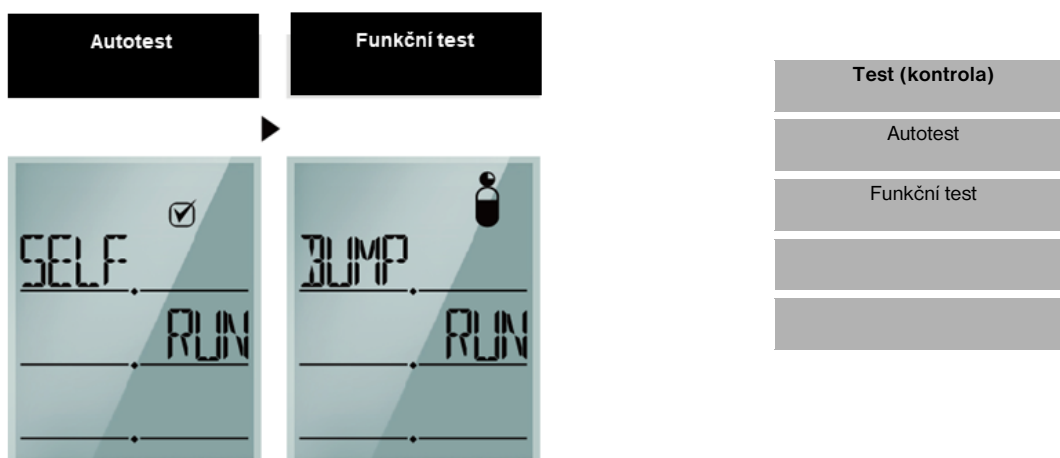 Autotest
Funkční test
SELF
RUN
BUMP
RUN
Test (kontrola)
Autotest
Funkční test